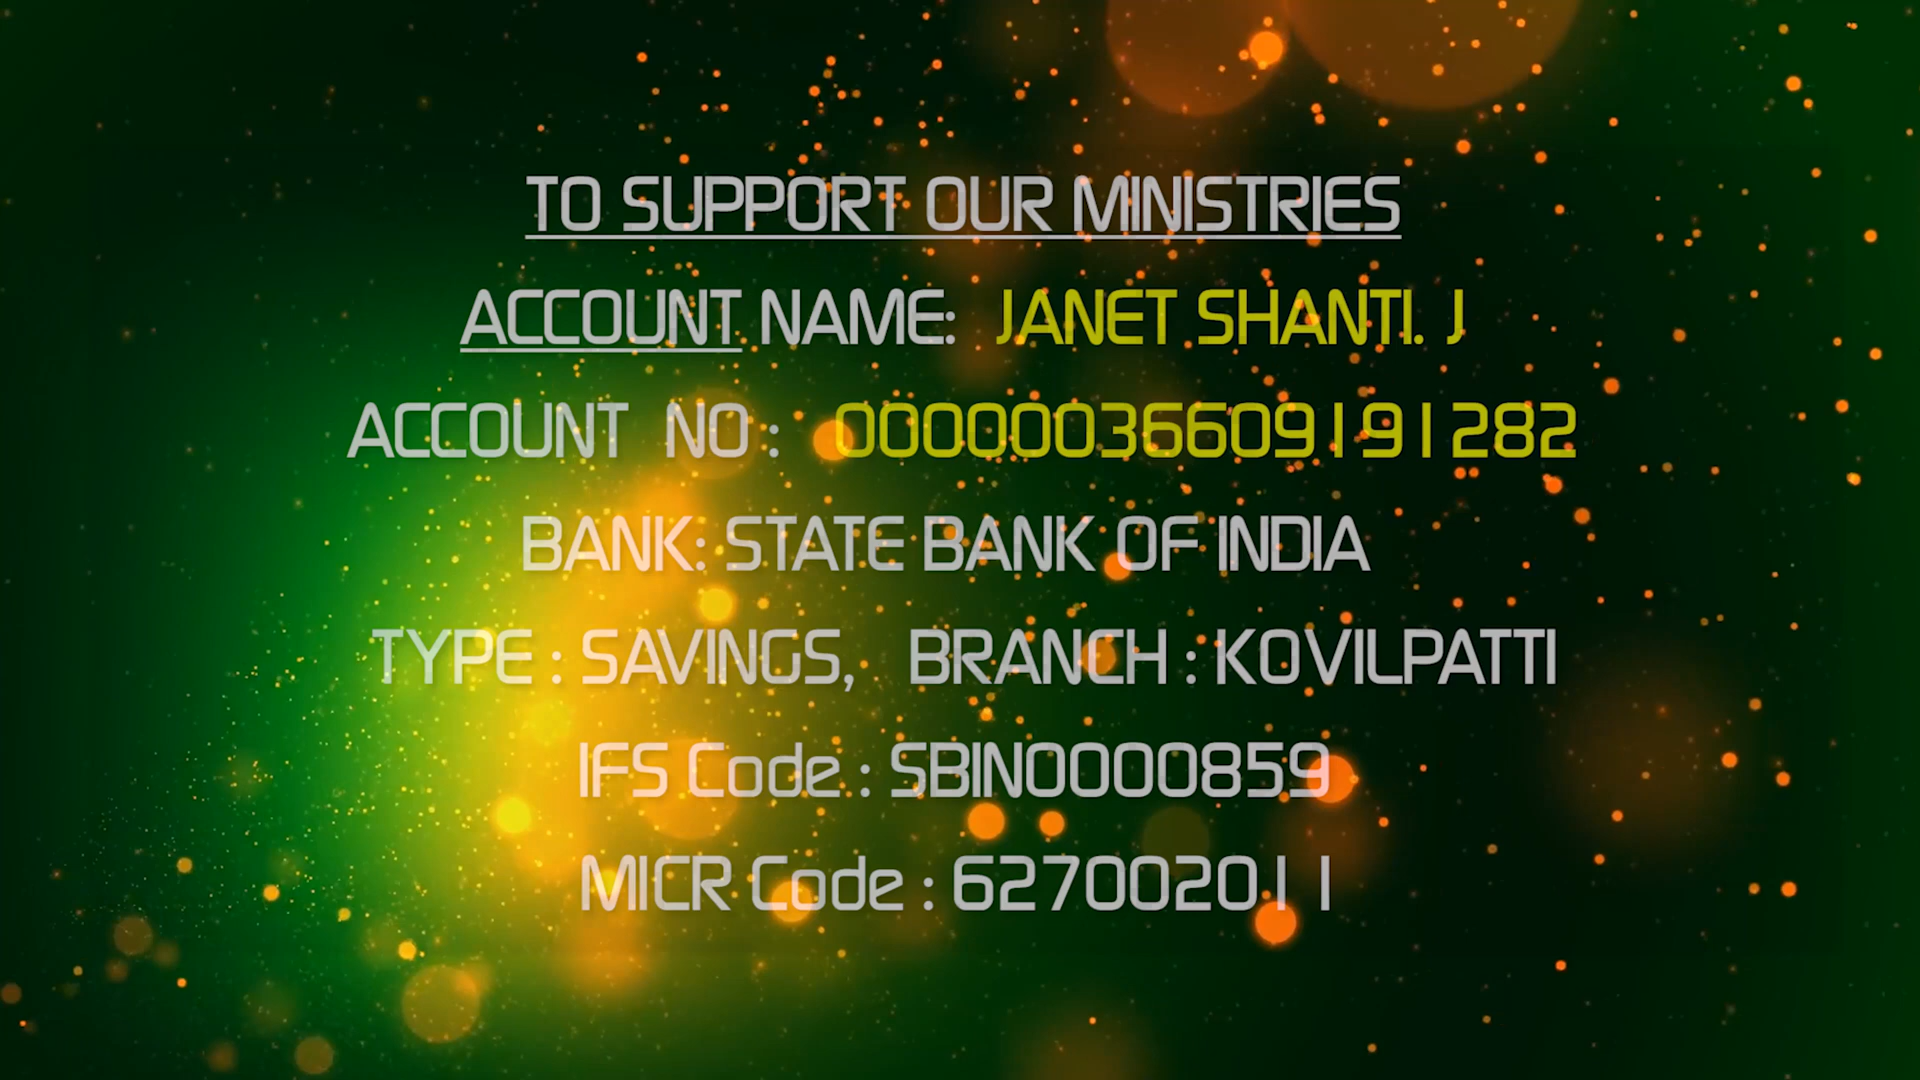 TO SUPPORT OUR MINISTRIES
ACCOUNT NAME: JANET SHANTI. J
ACCOUNT NO : 00000036609191282
BANK: STATE BANK OF INDIA
TYPE : SAVINGS, BRANCH : KOVILPATTI
IFS Code : SBIN0000859
MICR Code : 627002011